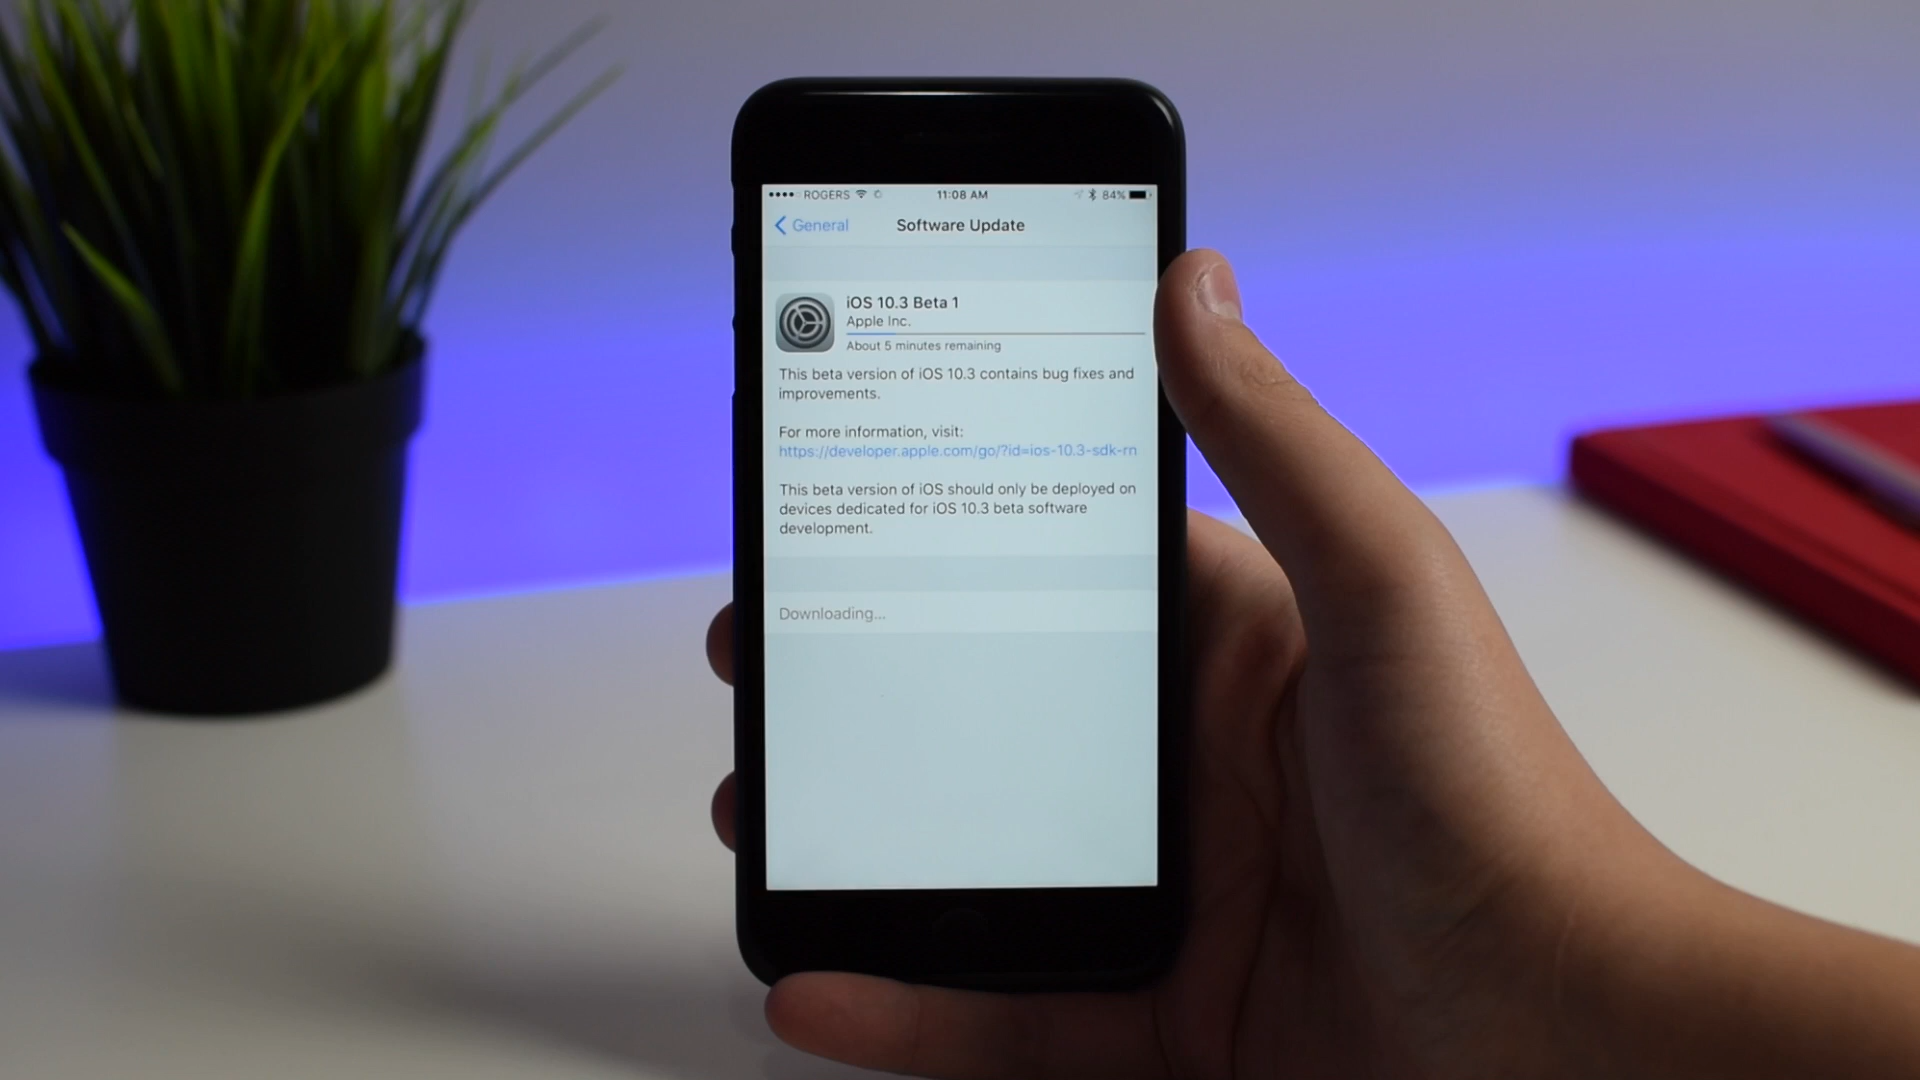 ROGERS 11:08 AM 84%
General Software Update
iOS 10.3 Beta 1
Apple Inc.
About 5 minutes remaining
This beta version of iOS 10.3 contains bug fixes and
improvements.
For more information, visit:
https://developer.apple.com/go/?id=ios-10.3-sdk-rn
This beta version of iOS should only be deployed on
devices dedicated for iOS 10.3 beta software
development.
Downloading...